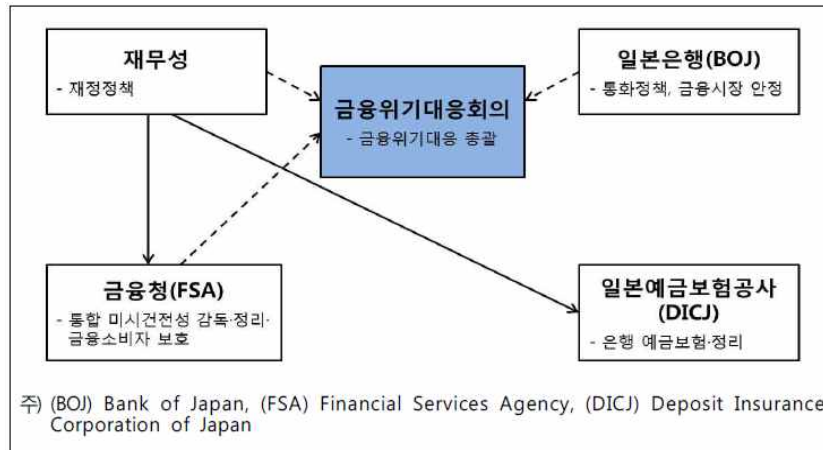 재무성
- 재정정책
일본은행(BOJ)
- 통화정책, 금융시장 안정
금융위기대응회의
- 금융위기대응 총괄
금융청(FSA)
- 통합 미시건전성 감독·정리·
금융소비자 보호
일본예금보험공사
(DICJ)
- 은행 예금보험·정리
주) (BOJ) Bank of Japan, (FSA) Financial Services Agency, (DICJ) Deposit Insurance
Corporation of Japan